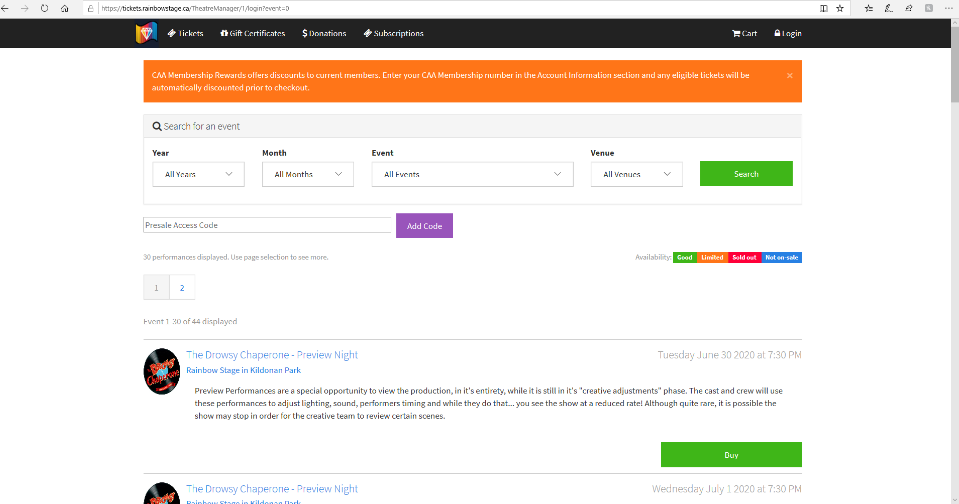 https://tickets.rainbowstage.ca/TheatreManager/1/login?event=0
Tickets Gift Certificates Donations Subscriptions Cart Login
CAA Membership Rewards offers discounts to current members. Enter your CAA Membership number in the Account Information section and any eligible tickets will be
automatically discounted prior to checkout.
Search for an event
Year Month Event Venue
All Years All Months All Events All Venues Search
Presale Access Code Add Code
30 performances displayed. Use page selection to see more. Availability: Good Limited Sold out Not on-sale
1 2
Event 1-30 of 44 displayed
The Drowsy Chaperone - Preview Night Tuesday June 30 2020 at 7:30 PM
Rainbow Stage in Kildonan Park
Preview Performances are a special opportunity to view the production, in it's entirety, while it is still in it's "creative adjustments" phase. The cast and crew will use
these performances to adjust lighting, sound, performers timing and while they do that... you see the show at a reduced rate! Although quite rare, it is possible the
show may stop in order for the creative team to review certain scenes.
Buy
The Drowsy Chaperone - Preview Night Wednesday July 1 2020 at 7:30 PM
Rainbow Stage in Kildonan Park